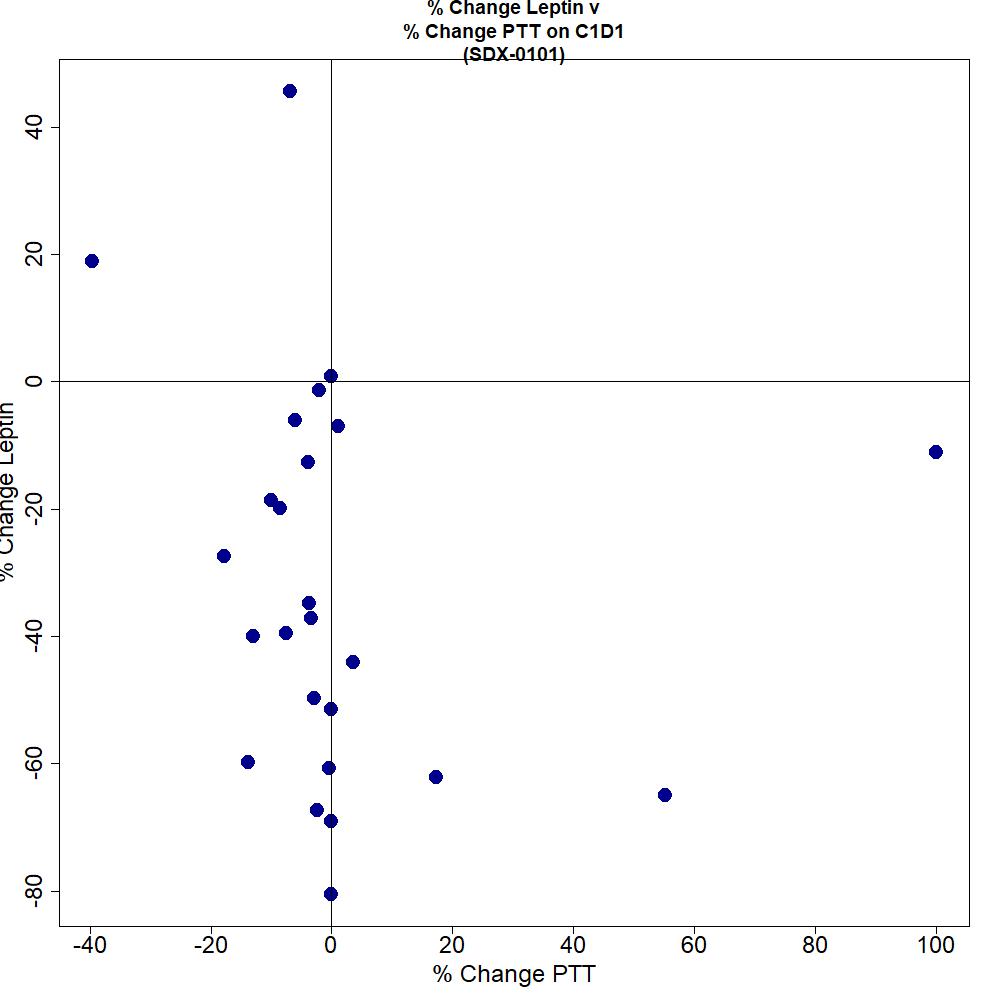 % Change Leptin v
% Change PTT on C1D1
(SDX-0101)
% Change Leptin
40
20
0
-20
-40
-60
-80
-40 -20 0 20 40 60 80 100
% Change PTT